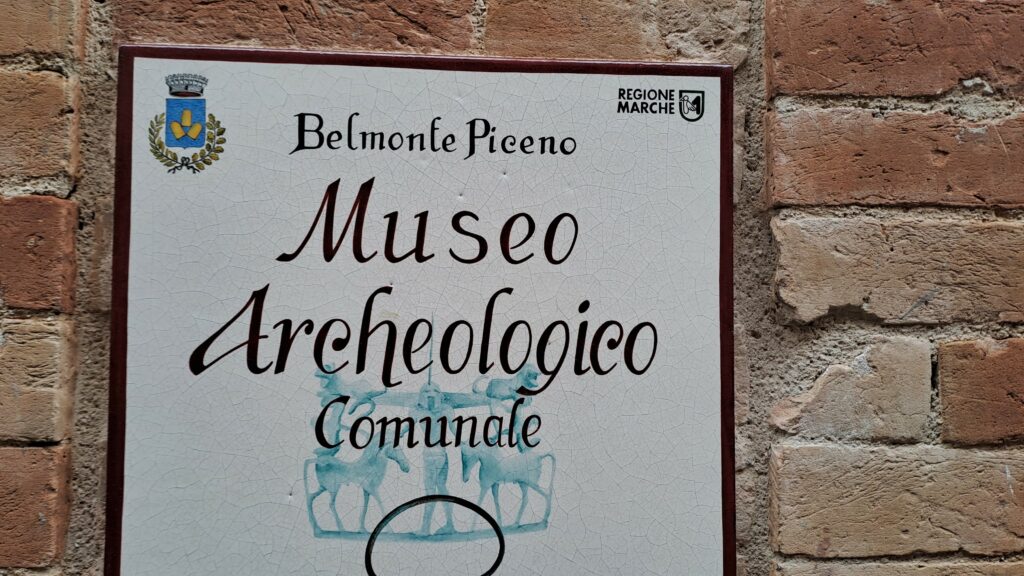 REGIONE
MARCHE
Belmonte Piceno
Museo
Archeologico
Comunale